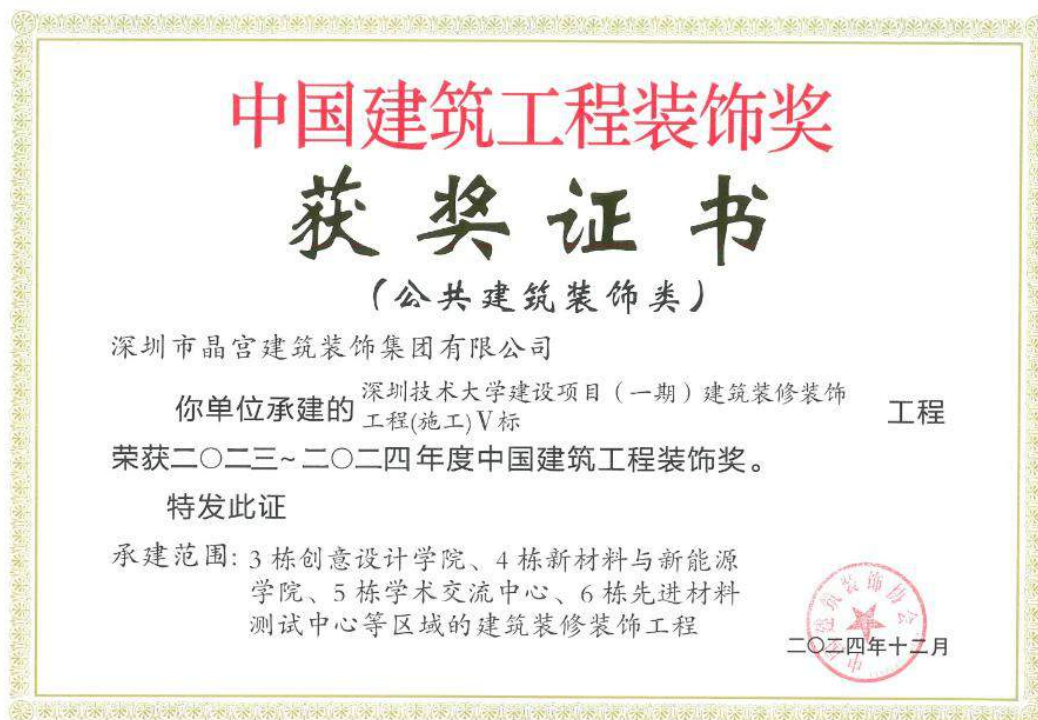 中国建筑工程装饰奖
获奖证书
(公共建筑装饰类)
深圳市晶宫建筑装饰集团有限公司
你单位承建的 深圳技术大学建设项目(一期)建筑装修装饰
工程(施工)V标 工程
荣获二〇二三~二〇二四年度中国建筑工程装饰奖。
特发此证
承建范围: 3栋创意设计学院、4栋新材料与新能源
学院、5栋学术交流中心、6栋先进材料
测试中心等区域的建筑装修装饰工程
中国建筑装饰协会
二〇二四年十二月